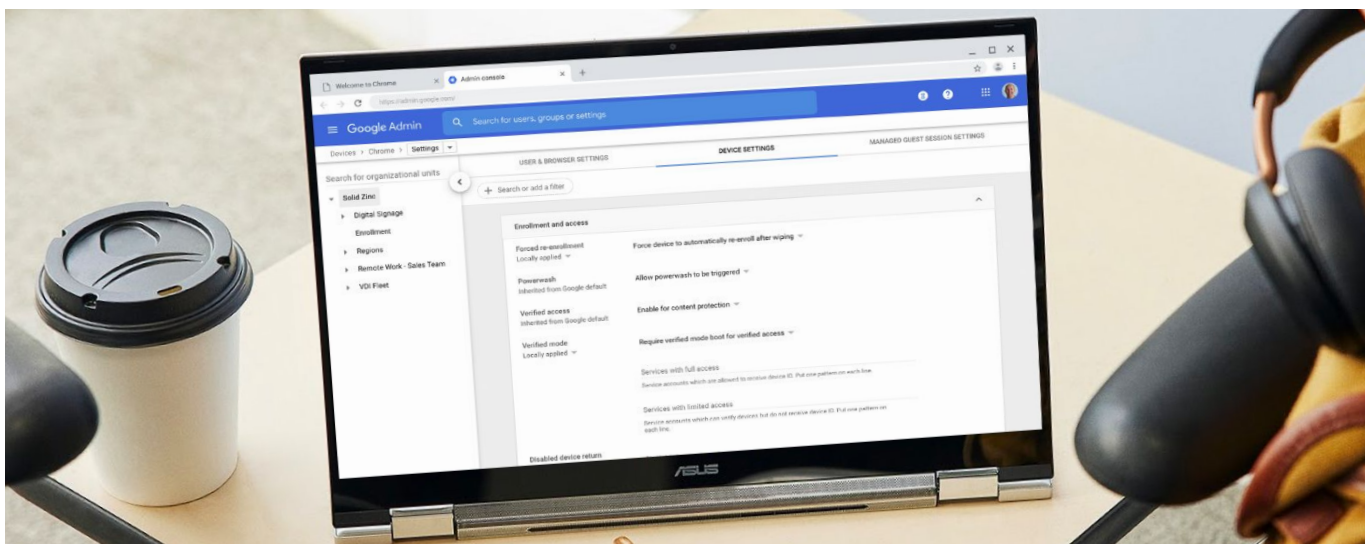 Welcome to Chrome
Admin console
https://admin.google.com/
Google Admin
Search for users, groups or settings
Devices > Chrome > Settings
USER & BROWSER SETTINGS
DEVICE SETTINGS
MANAGED GUEST SESSION SETTINGS
Search for organizational units
+ Search or add a filter
Solid Zinc
Digital Signage
Enrollment
Regions
Remote Work - Sales Team
VDI Fleet
Enrollment and access
Forced re-enrollment
Locally applied
Force device to automatically re-enroll after wiping
Powerwash
Inherited from Google default
Allow powerwash to be triggered
Verified access
Inherited from Google default
Enable for content protection
Verified mode
Locally applied
Require verified mode boot for verified access
Services with full access
Service accounts which are allowed to receive device ID. Put one pattern on each line.
Services with limited access
Service accounts which can verify devices but do not receive device ID. Put one pattern on
each line.
Disabled device return
ASUS